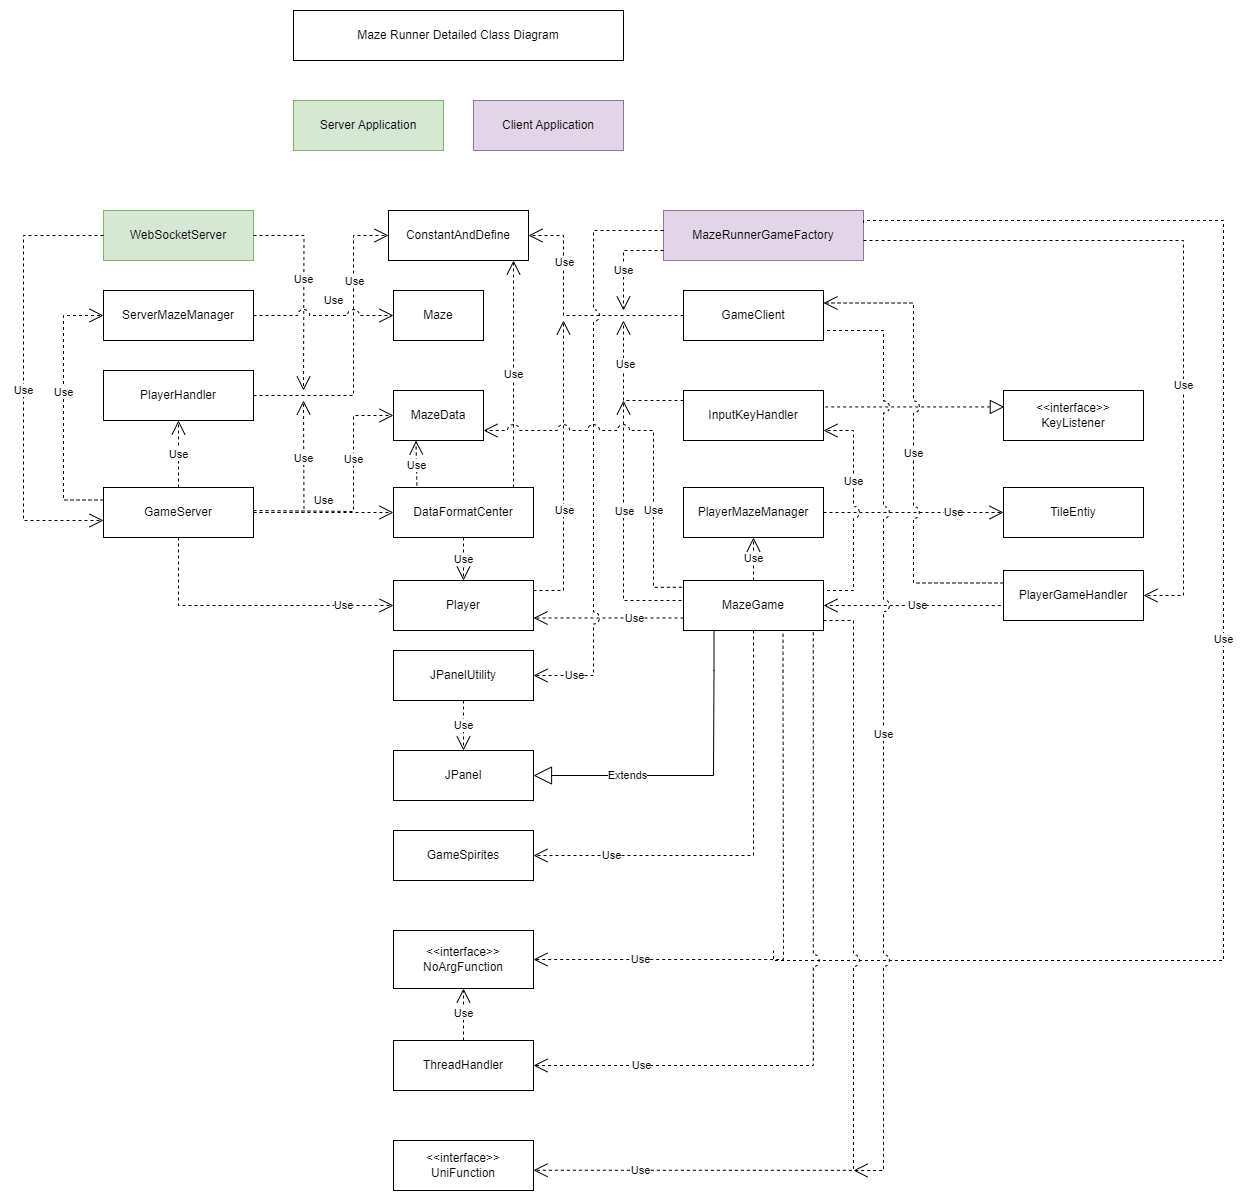 Maze Runner Detailed Class Diagram
Server Application
Client Application
WebSocketServer
ConstantAndDefine
MazeRunnerGameFactory
Use
Use
Use
Use
Use
ServerMazeManager
Maze
GameClient
Use
Use
Use
Use
Use
Use
PlayerHandler
MazeData
InputKeyHandler
<<interface>>
KeyListener
Use
Use
Use
Use
Use
Use
GameServer
Use
DataFormatCenter
Use
Use
Use
PlayerMazeManager
Use
TileEntiy
Use
Use
Use
Player
MazeGame
Use
PlayerGameHandler
Use
Use
JPanelUtility
Use
Use
Use
JPanel
Extends
GameSpirites
Use
<<interface>>
NoArgFunction
Use
Use
ThreadHandler
Use
<<interface>>
UniFunction
Use